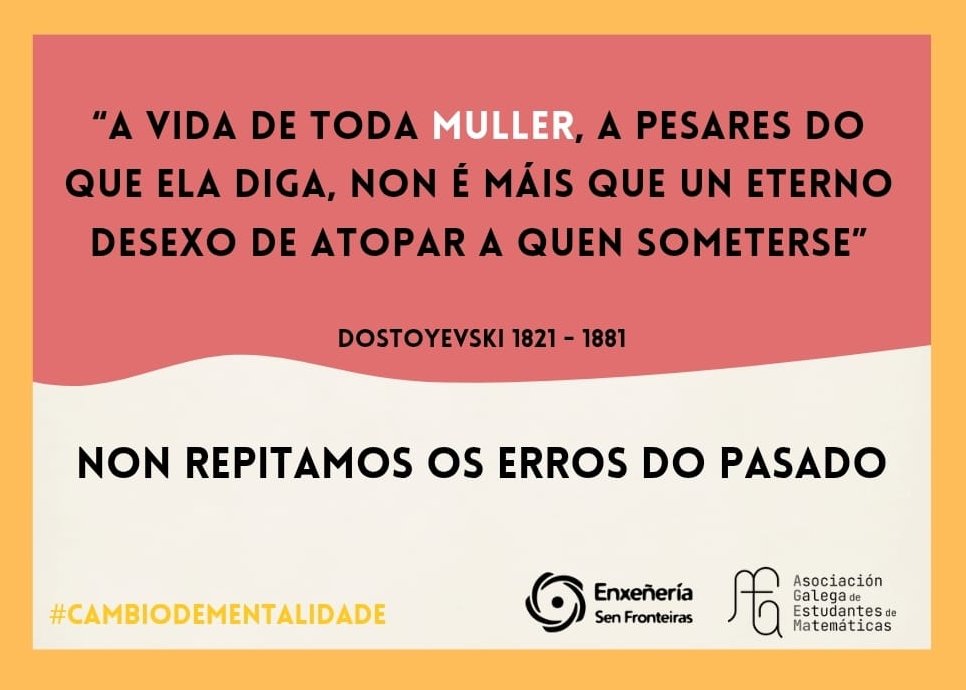 “A VIDA DE TODA MULLER, A PESARES DO
QUE ELA DIGA, NON É MÁIS QUE UN ETERNO
DESEXO DE ATOPAR A QUEN SOMETERSE”
DOSTOYEVSKI 1821 - 1881
NON REPITAMOS OS ERROS DO PASADO
#CAMBIODEMENTALIDADE
Enxeñería
Sen Fronteiras
Asociación
Galega de
Estudantes de
Matemáticas